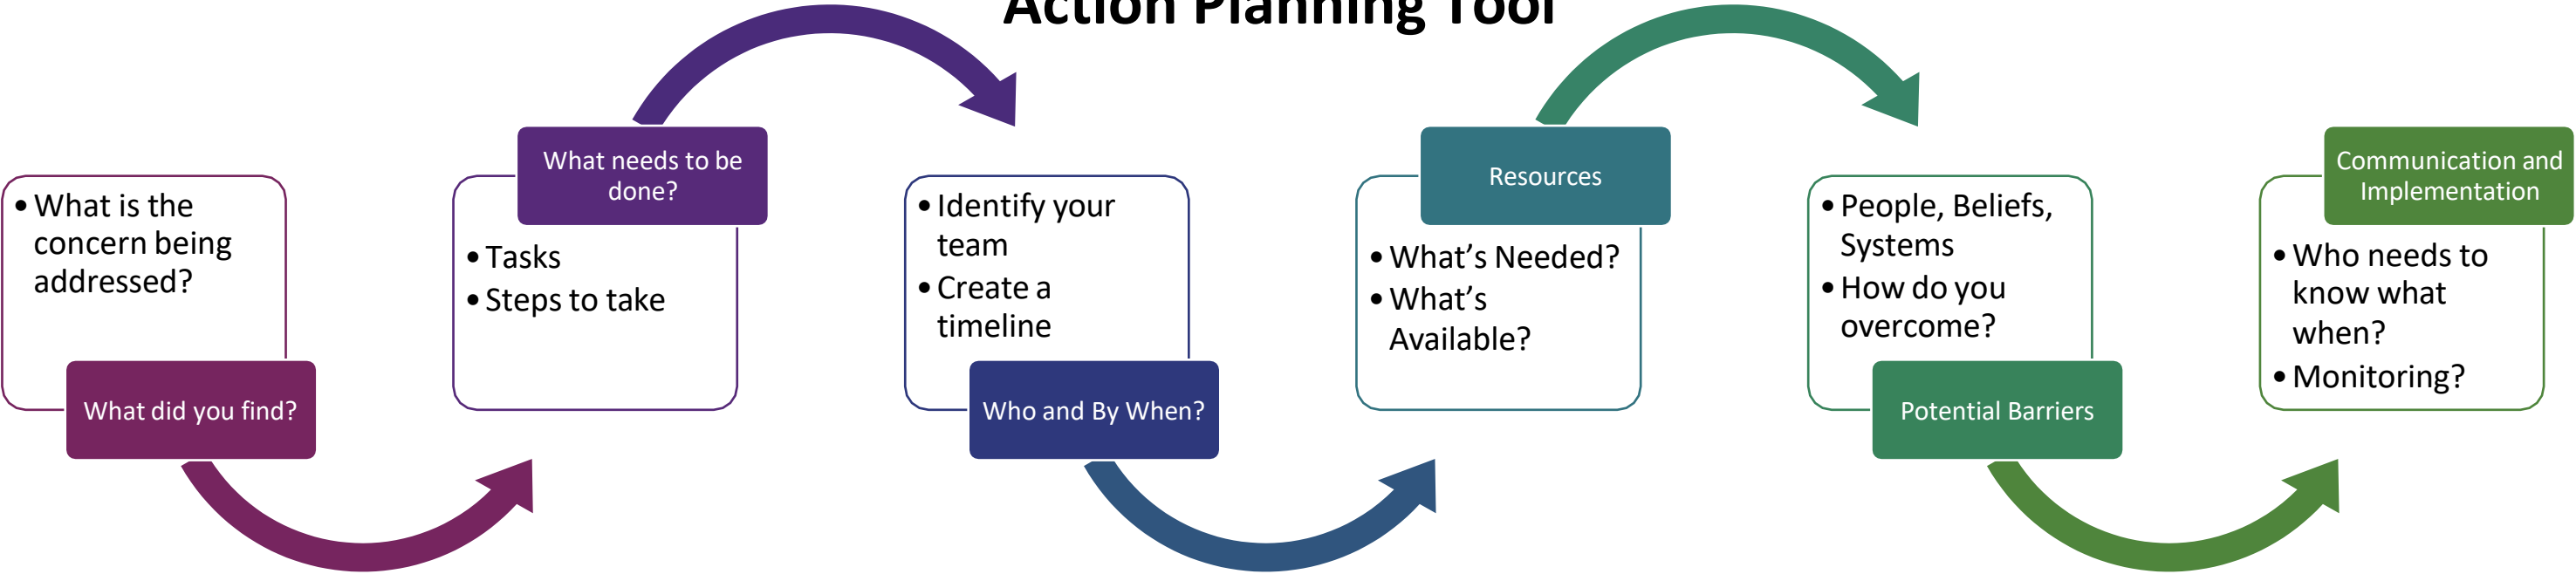 Action Planning Tool
• What is the
concern being
addressed?
What did you find?
What needs to be
done?
• Tasks
• Steps to take
• Identify your
team
• Create a
timeline
Who and By When?
Resources
• What’s Needed?
• What’s
Available?
• People, Beliefs,
Systems
• How do you
overcome?
Potential Barriers
Communication and
Implementation
• Who needs to
know what
when?
• Monitoring?